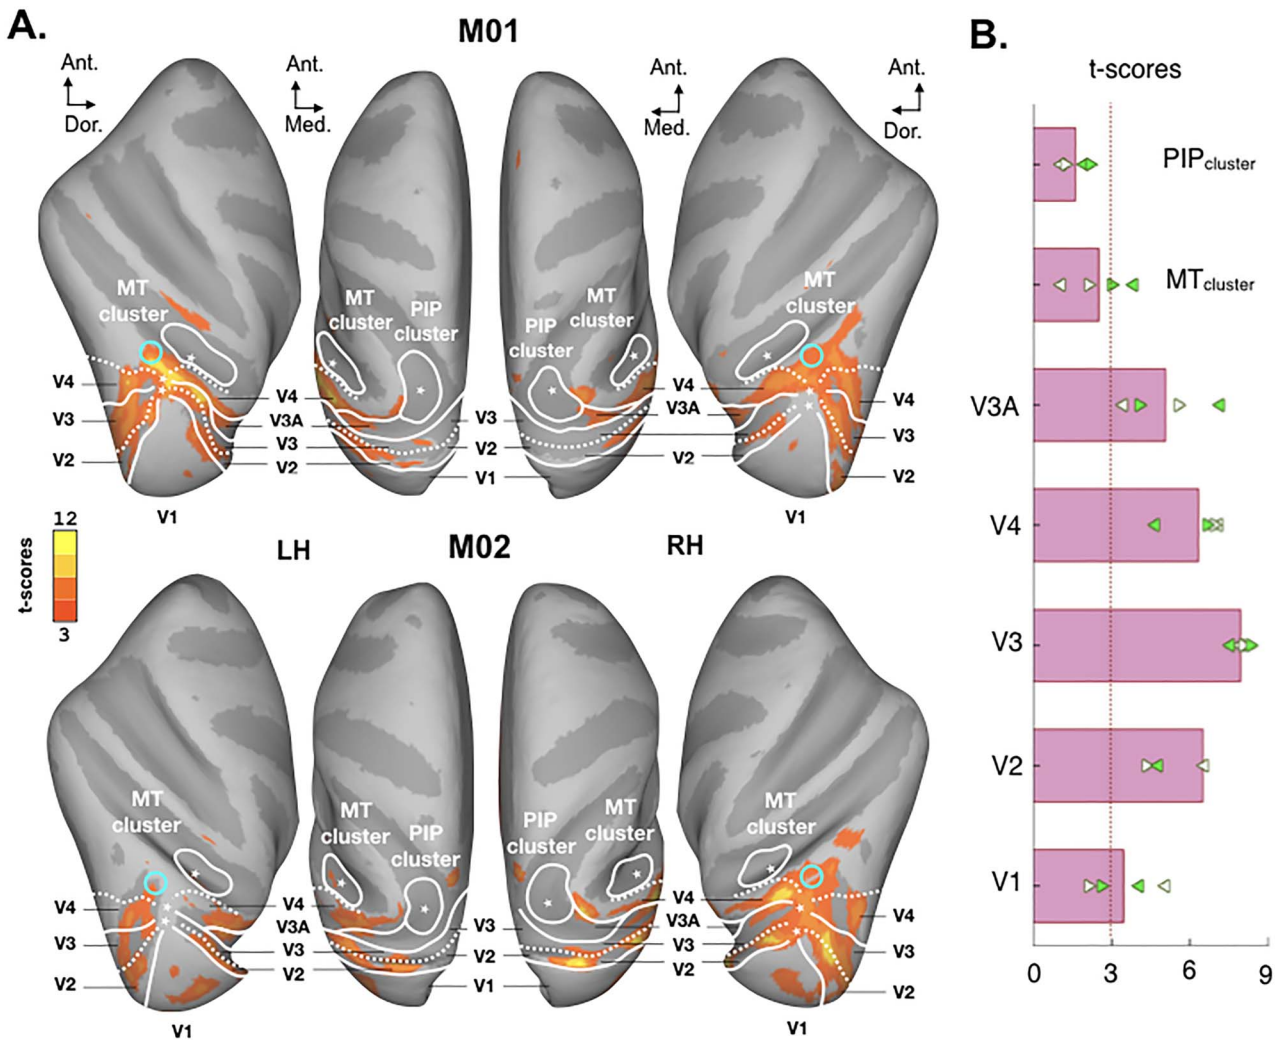 A.
M01
B.
Ant.
Dor.
Ant.
Med.
Ant.
Med.
Ant.
Dor.
t-scores
MT
cluster
MT
cluster
PIP
cluster
PIP
cluster
MT
cluster
MT
cluster
V4
V3
V2
V4
V3A
V3
V2
V3
V2
V1
V4
V3A
V2
V4
V3
V2
V1
V1
12
t-scores
3
LH
M02
RH
MT
cluster
MT
cluster
PIP
cluster
PIP
cluster
MT
cluster
MT
cluster
V4
V3
V2
V4
V3A
V3
V2
V3
V2
V1
V4
V3A
V3
V2
V4
V3
V2
V1
V1
PIPcluster
MTcluster
V3A
V4
V3
V2
V1
0 3 6 9